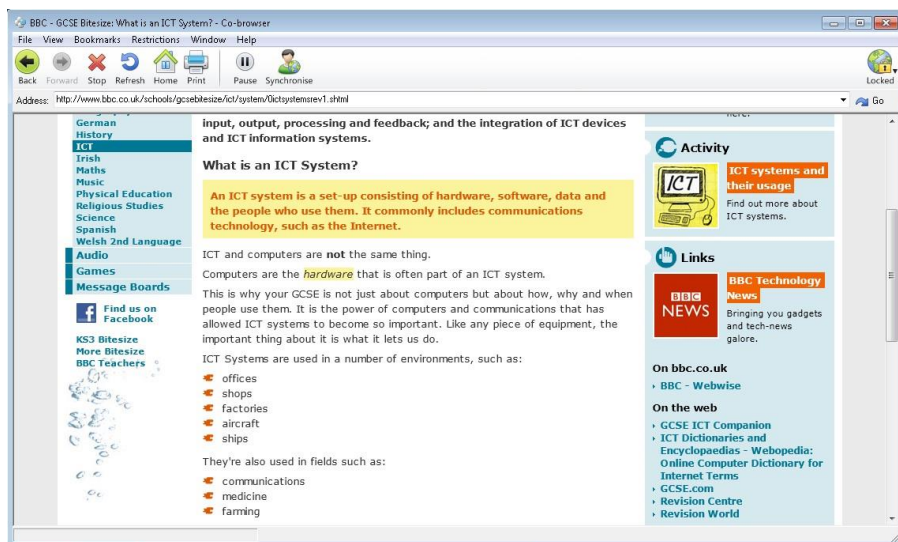 BBC - GCSE Bitesize: What is an ICT System? - Co-browser
File View Bookmarks Restrictions Window Help
Back Forward Stop Refresh Home Print Pause Synchronise Locked
Address: http://www.bbc.co.uk/schools/gcsebitesize/ict/system/0ictsystemsrev1.shtml Go
German
History
ICT
Irish
Maths
Music
Physical Education
Religious Studies
Science
Spanish
Welsh 2nd Language
Audio
Games
Message Boards
Find us on
Facebook
KS3 Bitesize
More Bitesize
BBC Teachers
input, output, processing and feedback; and the integration of ICT devices
and ICT information systems.
What is an ICT System?
An ICT system is a set-up consisting of hardware, software, data and
the people who use them. It commonly includes communications
technology, such as the Internet.
ICT and computers are not the same thing.
Computers are the hardware that is often part of an ICT system.
This is why your GCSE is not just about computers but about how, why and when
people use them. It is the power of computers and communications that has
allowed ICT systems to become so important. Like any piece of equipment, the
important thing about it is what it lets us do.
ICT Systems are used in a number of environments, such as:
offices
shops
factories
aircraft
ships
They're also used in fields such as:
communications
medicine
farming
Activity
ICT
ICT systems and
their usage
Find out more about
ICT systems.
Links
BBC
NEWS
BBC Technology
News
Bringing you gadgets
and tech-news
galore.
On bbc.co.uk
BBC - Webwise
On the web
GCSE ICT Companion
ICT Dictionaries and
Encyclopaedias - Webopedia:
Online Computer Dictionary for
Internet Terms
GCSE.com
Revision Centre
Revision World